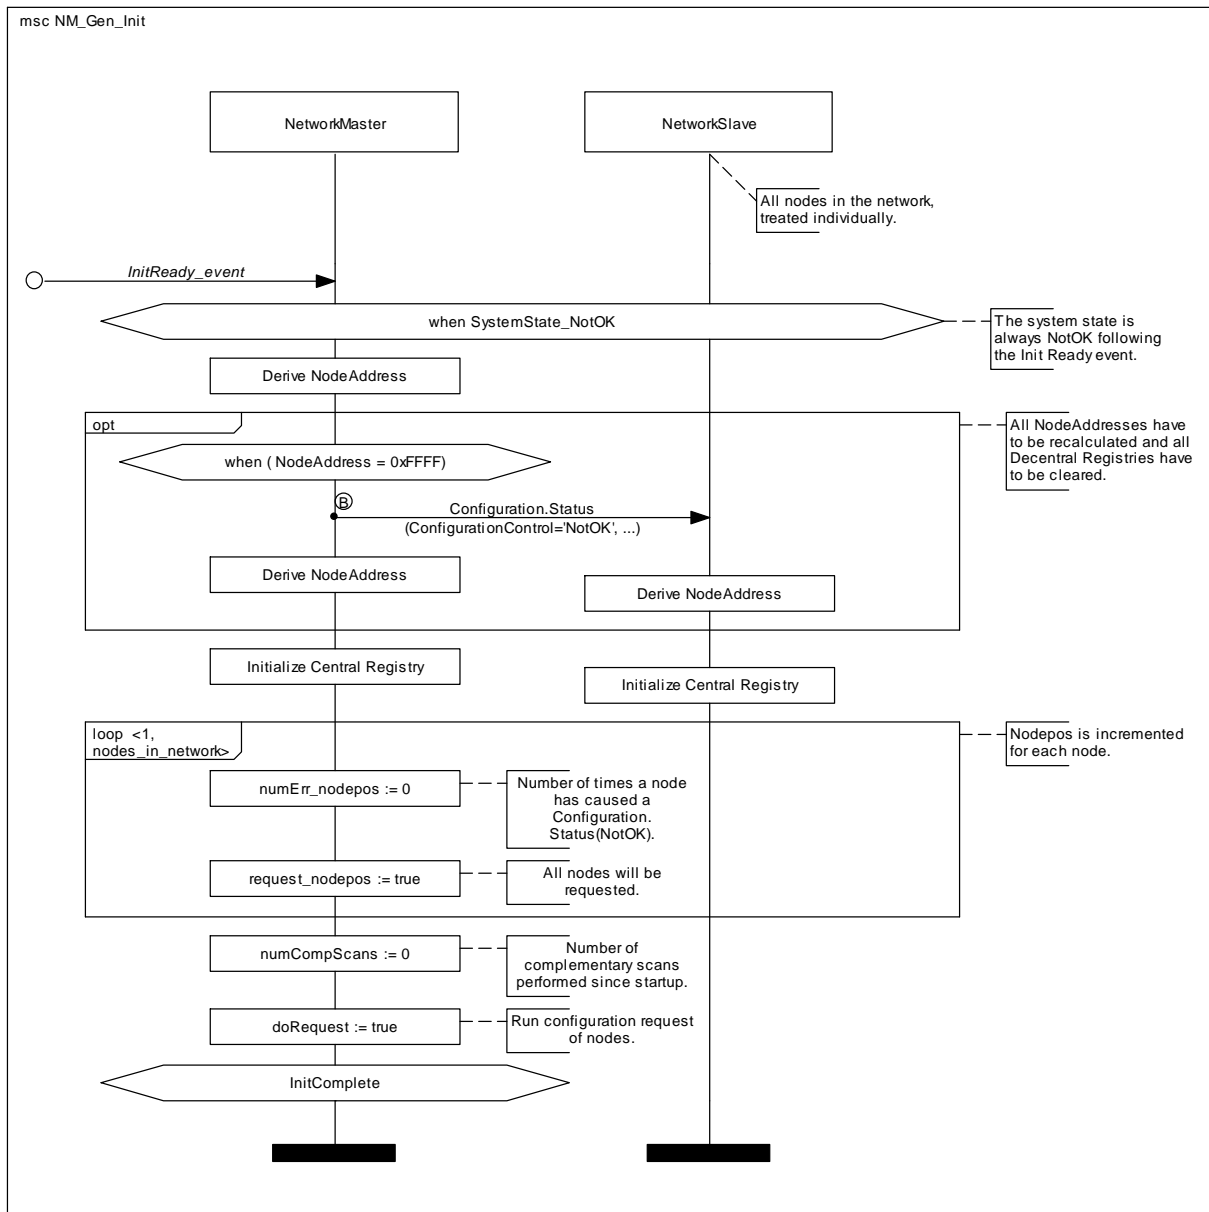 msc NM_Gen_Init
NetworkMaster
NetworkSlave
All nodes in the network,
treated individually.
InitReady_event
when SystemState_NotOK
The system state is
always NotOK following
the Init Ready event.
Derive NodeAddress
opt
All NodeAddresses have
to be recalculated and all
Decentral Registries have
to be cleared.
when ( NodeAddress = 0xFFFF)
B
Configuration.Status
(ConfigurationControl='NotOK', ...)
Derive NodeAddress
Derive NodeAddress
Initialize Central Registry
Initialize Central Registry
loop <1,
nodes_in_network>
Nodepos is incremented
for each node.
numErr_nodepos := 0
Number of times a node
has caused a
Configuration.
Status(NotOK).
request_nodepos := true
All nodes will be
requested.
numCompScans := 0
Number of
complementary scans
performed since startup.
doRequest := true
Run configuration request
of nodes.
InitComplete